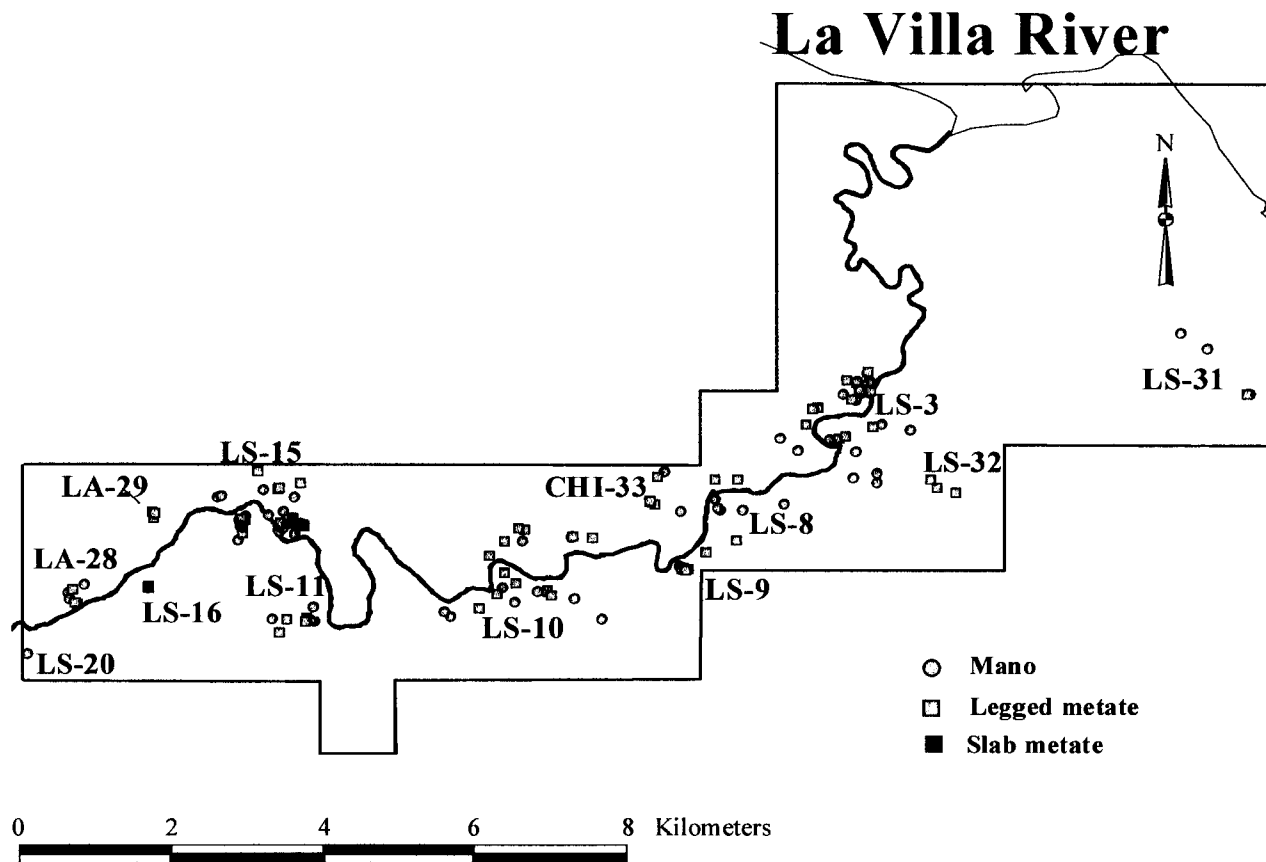 La Villa River
N
LS-31
LS-3
LS-15
LS-32
LA-29
CHI-33
LS-8
LA-28
LS-11
LS-9
LS-16
LS-10
LS-20
Mano
Legged metate
Slab metate
0 2 4 6 8 Kilometers